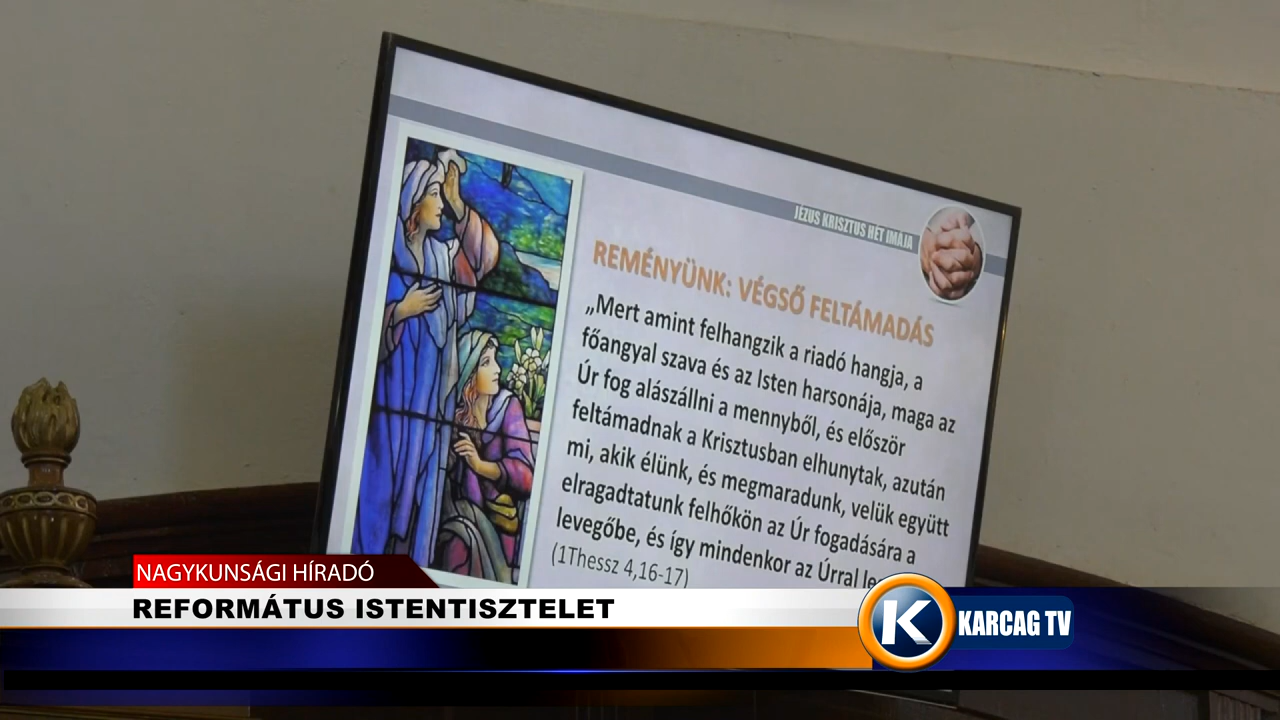 JÉZUS KRISZTUS HÉT IMÁJA
REMÉNYÜNK: VÉGSŐ FELTÁMADÁS
„Mert amint felhangzik a riadó hangja, a
főangyal szava és az Isten harsonája, maga az
Úr fog alászállni a mennyből, és először
feltámadnak a Krisztusban elhunytak, azután
mi, akik élünk, és megmaradunk, velük együtt
elragadtatunk felhőkön az Úr fogadására a
levegőbe, és így mindenkor az Úrral
(1Thessz 4,16-17)
NAGYKUNSÁGI HÍRADÓ
REFORMÁTUS ISTENTISZTELET
K KARCAG TV